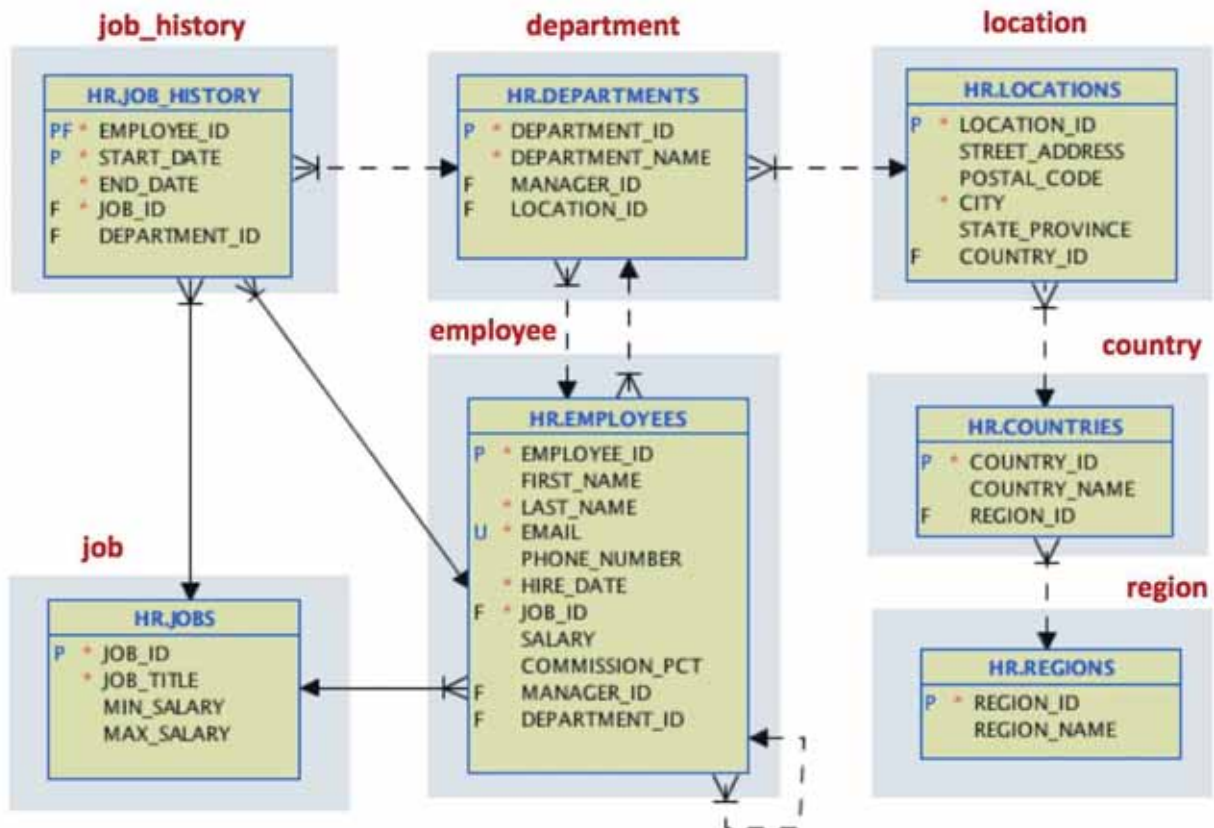 job_history
HR.JOB_HISTORY
PF * EMPLOYEE_ID
P * START_DATE
* END_DATE
F * JOB_ID
F DEPARTMENT_ID
department
HR.DEPARTMENTS
P * DEPARTMENT_ID
* DEPARTMENT_NAME
F MANAGER_ID
F LOCATION_ID
location
HR.LOCATIONS
P * LOCATION_ID
STREET_ADDRESS
POSTAL_CODE
* CITY
STATE_PROVINCE
F COUNTRY_ID
employee
HR.EMPLOYEES
P * EMPLOYEE_ID
FIRST_NAME
* LAST_NAME
U * EMAIL
PHONE_NUMBER
* HIRE_DATE
F * JOB_ID
SALARY
COMMISSION_PCT
F MANAGER_ID
F DEPARTMENT_ID
country
HR.COUNTRIES
P * COUNTRY_ID
COUNTRY_NAME
F REGION_ID
job
HR.JOBS
P * JOB_ID
* JOB_TITLE
MIN_SALARY
MAX_SALARY
region
HR.REGIONS
P * REGION_ID
REGION_NAME